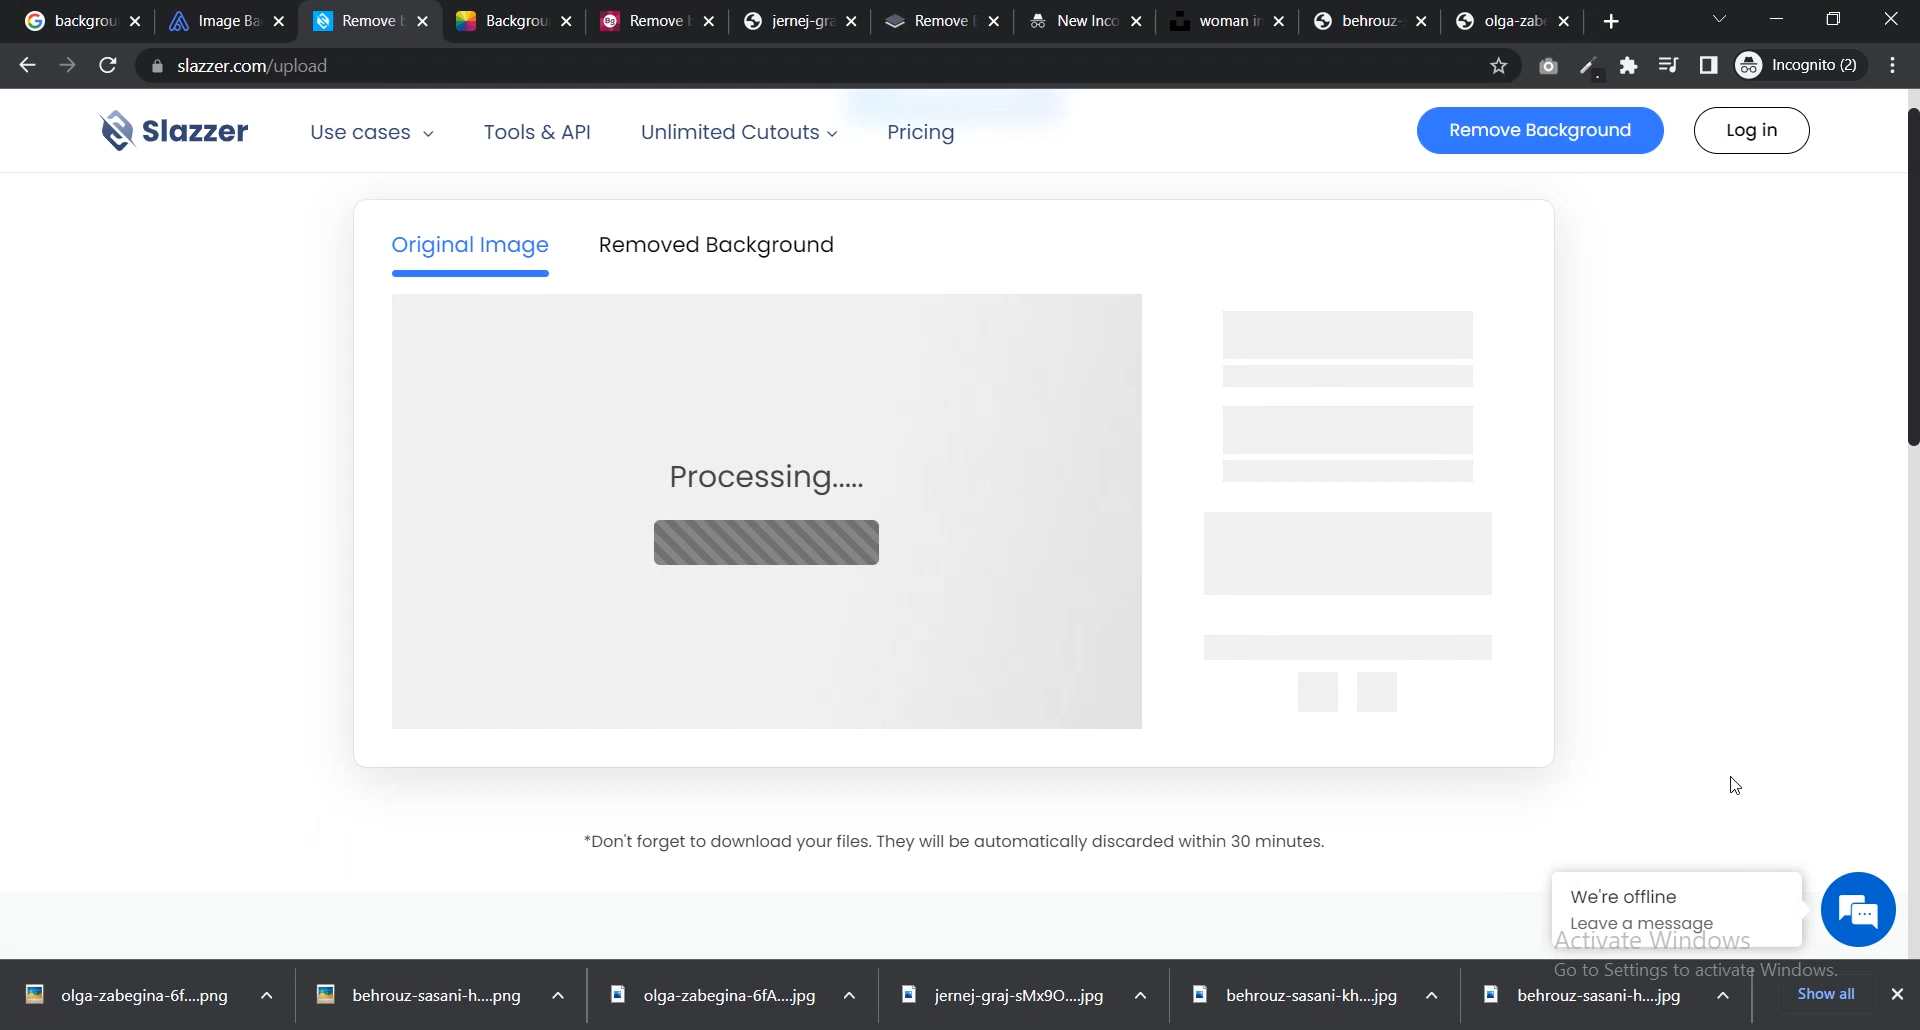 backgrou
Image Ba
Remove b
Backgrou
Remove b
jernej-gra
Remove B
New Inco
woman in
behrouz-
olga-zabe
slazzer.com/upload
Incognito (2)
Slazzer
Use cases
Tools & API
Unlimited Cutouts
Pricing
Remove Background
Log in
Original Image
Removed Background
Processing.....
*Don't forget to download your files. They will be automatically discarded within 30 minutes.
We're offline
Leave a message
Activate Windows
Go to Settings to activate Windows.
olga-zabegina-6f....png
behrouz-sasani-h....png
olga-zabegina-6fA....jpg
jernej-graj-sMx9O....jpg
behrouz-sasani-kh....jpg
behrouz-sasani-h....jpg
Show all